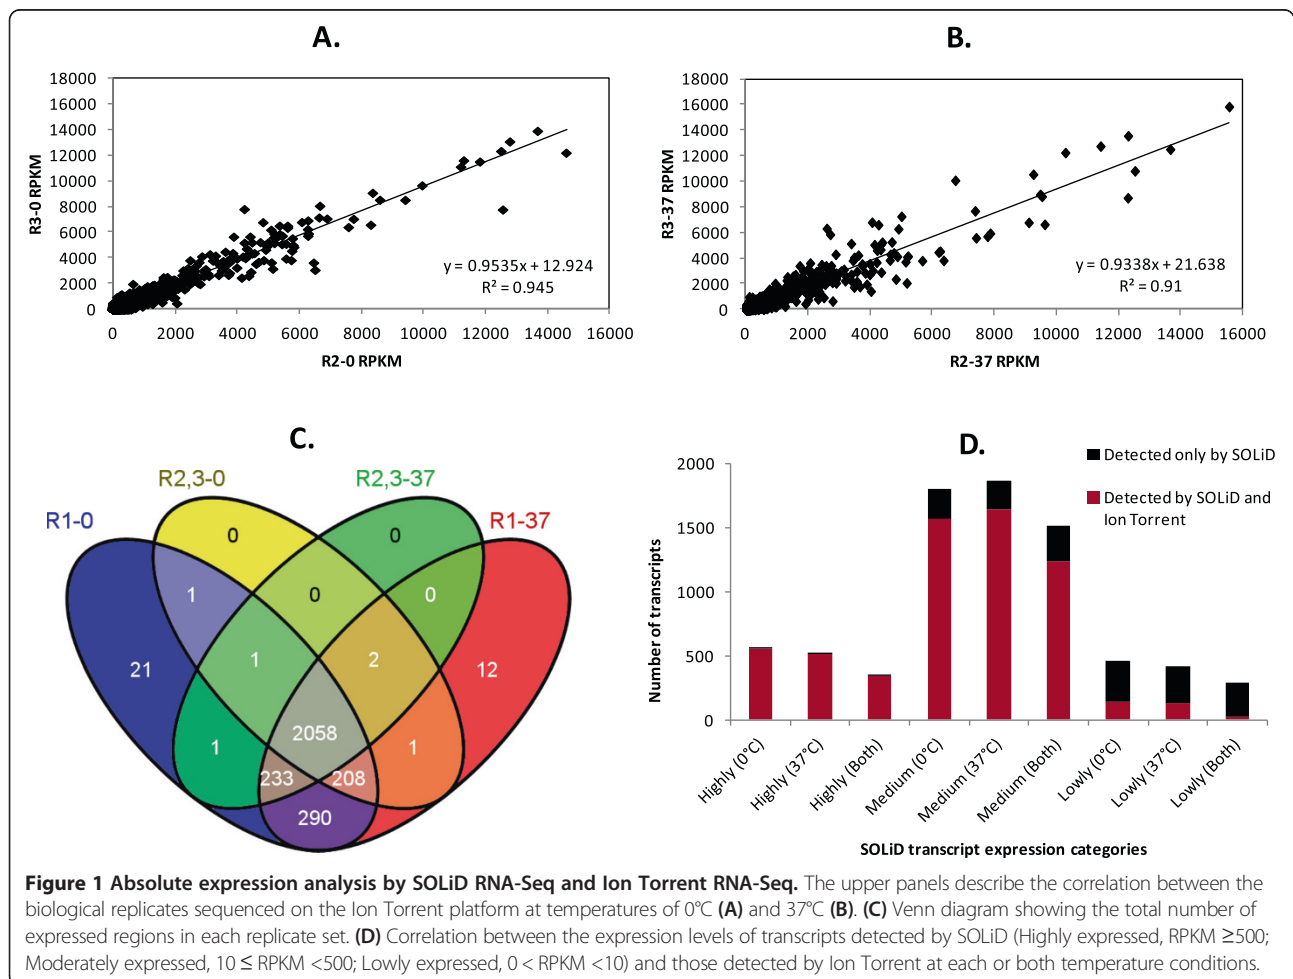 A.
18000
16000
14000
12000
10000
8000
6000
4000
2000
0
R3-0 RPKM
y = 0.9535x + 12.924
R² = 0.945
0 2000 4000 6000 8000 10000 12000 14000 16000
R2-0 RPKM
B.
18000
16000
14000
12000
10000
8000
6000
4000
2000
0
R3-37 RPKM
y = 0.9338x + 21.638
R² = 0.91
0 2000 4000 6000 8000 10000 12000 14000 16000
R2-37 RPKM
C.
R2,3-0 R2,3-37
R1-0 R1-37
0 0
1 0 0
21 1 2 12
2058
1 1
233 208
290
D.
Detected only by SOLiD
Detected by SOLiD and
Ion Torrent
2000
1500
1000
500
0
Number of transcripts
Highly (0°C)
Highly (37°C)
Highly (Both)
Medium (0°C)
Medium (37°C)
Medium (Both)
Lowly (0°C)
Lowly (37°C)
Lowly (Both)
SOLiD transcript expression categories
Figure 1 Absolute expression analysis by SOLiD RNA-Seq and Ion Torrent RNA-Seq. The upper panels describe the correlation between the
biological replicates sequenced on the Ion Torrent platform at temperatures of 0°C (A) and 37°C (B). (C) Venn diagram showing the total number of
expressed regions in each replicate set. (D) Correlation between the expression levels of transcripts detected by SOLiD (Highly expressed, RPKM ≥500;
Moderately expressed, 10 ≤ RPKM <500; Lowly expressed, 0 < RPKM <10) and those detected by Ion Torrent at each or both temperature conditions.